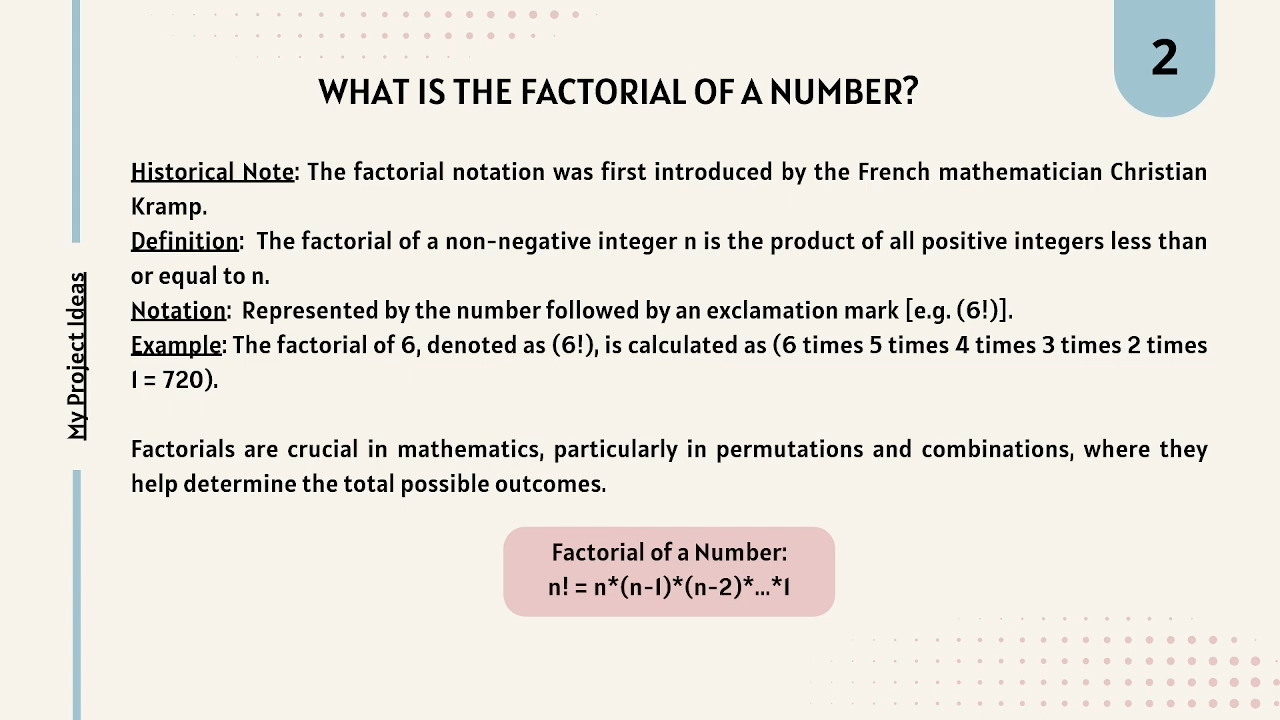 2
WHAT IS THE FACTORIAL OF A NUMBER?
Historical Note: The factorial notation was first introduced by the French mathematician Christian
Kramp.
Definition:  The factorial of a non-negative integer n is the product of all positive integers less than
or equal to n.
Notation:  Represented by the number followed by an exclamation mark [e.g. (6!)].
Example: The factorial of 6, denoted as (6!), is calculated as (6 times 5 times 4 times 3 times 2 times
1 = 720).
Factorials are crucial in mathematics, particularly in permutations and combinations, where they
help determine the total possible outcomes.
Factorial of a Number:
n! = n*(n-1)*(n-2)*...*1
My Project Ideas